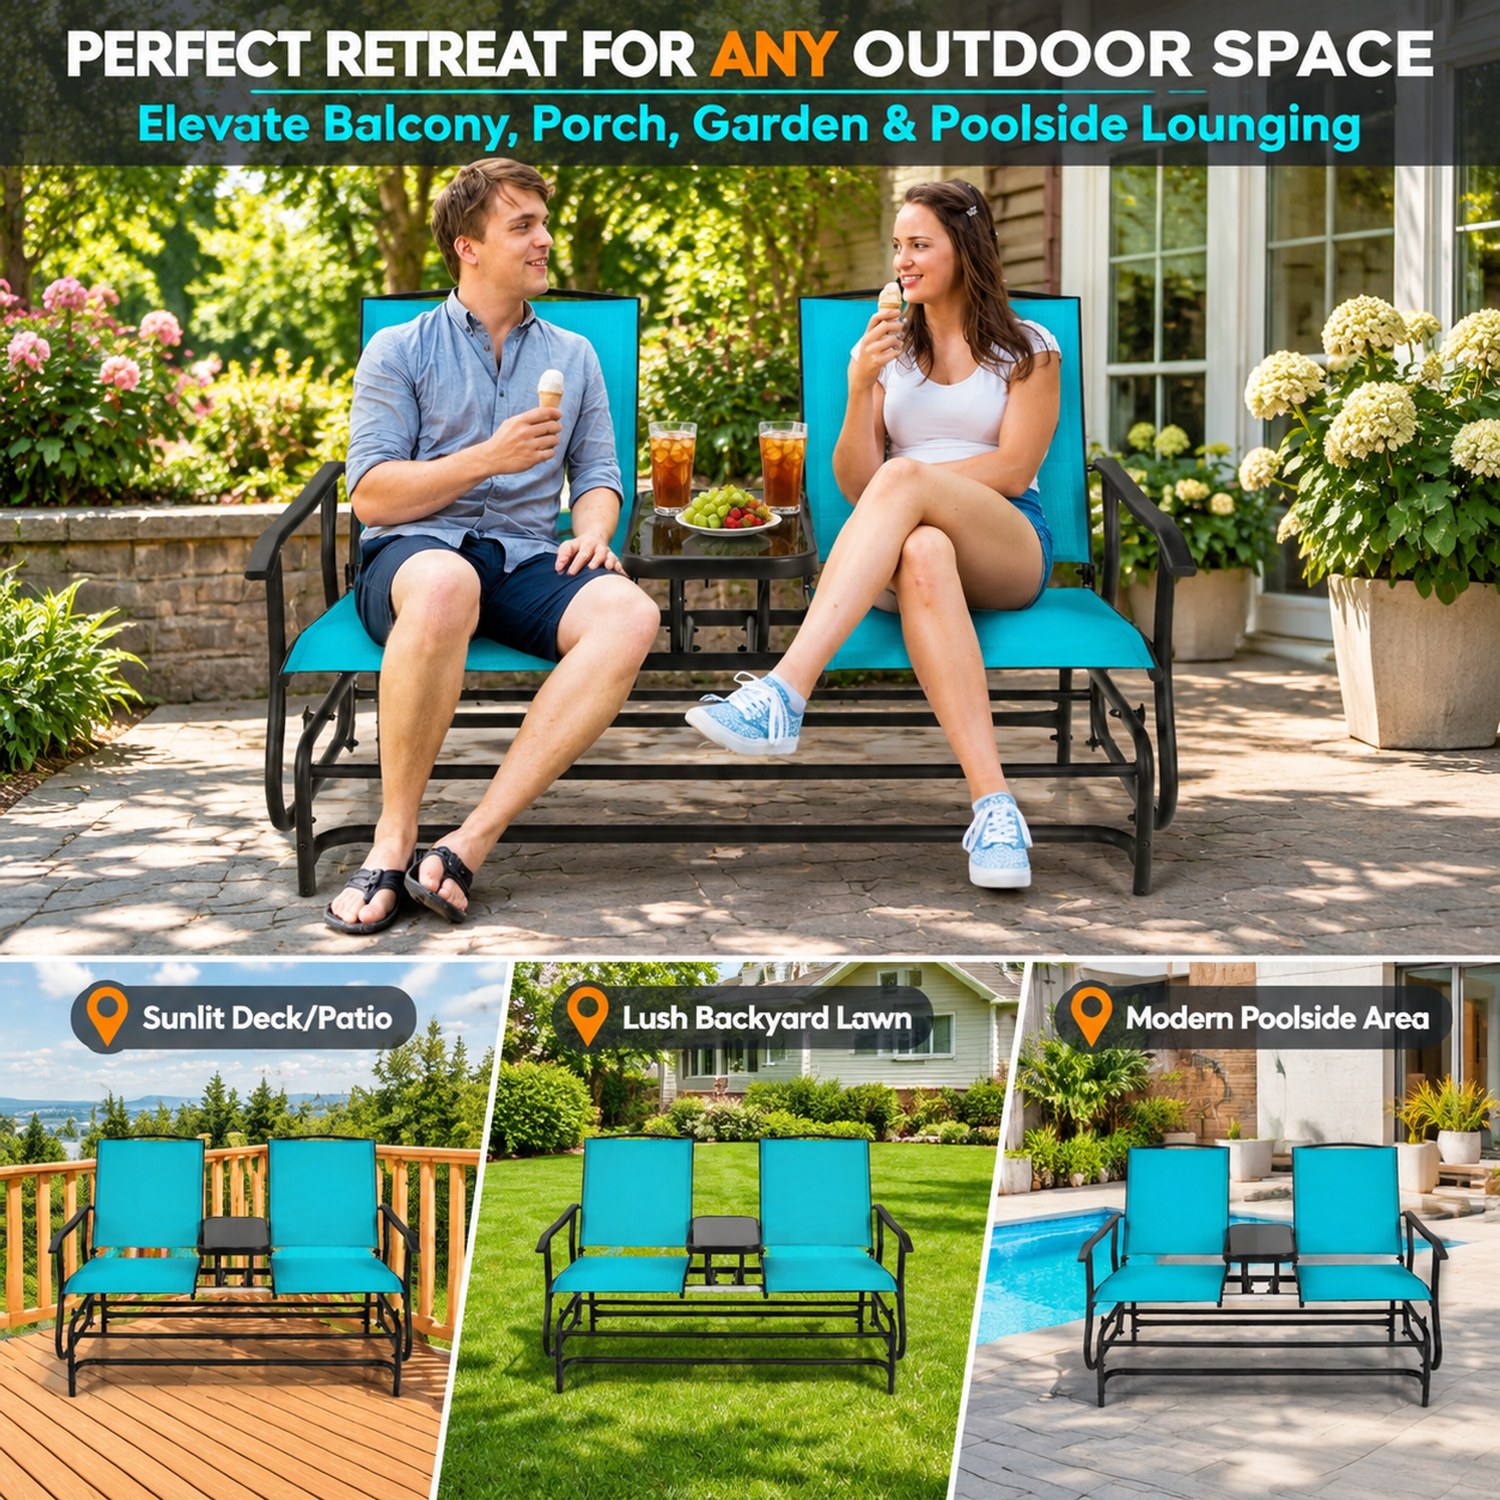 PERFECT RETREAT FOR ANY OUTDOOR SPACE
Elevate Balcony, Porch, Garden & Poolside Lounging
Sunlit Deck/Patio
Lush Backyard Lawn
Modern Poolside Area